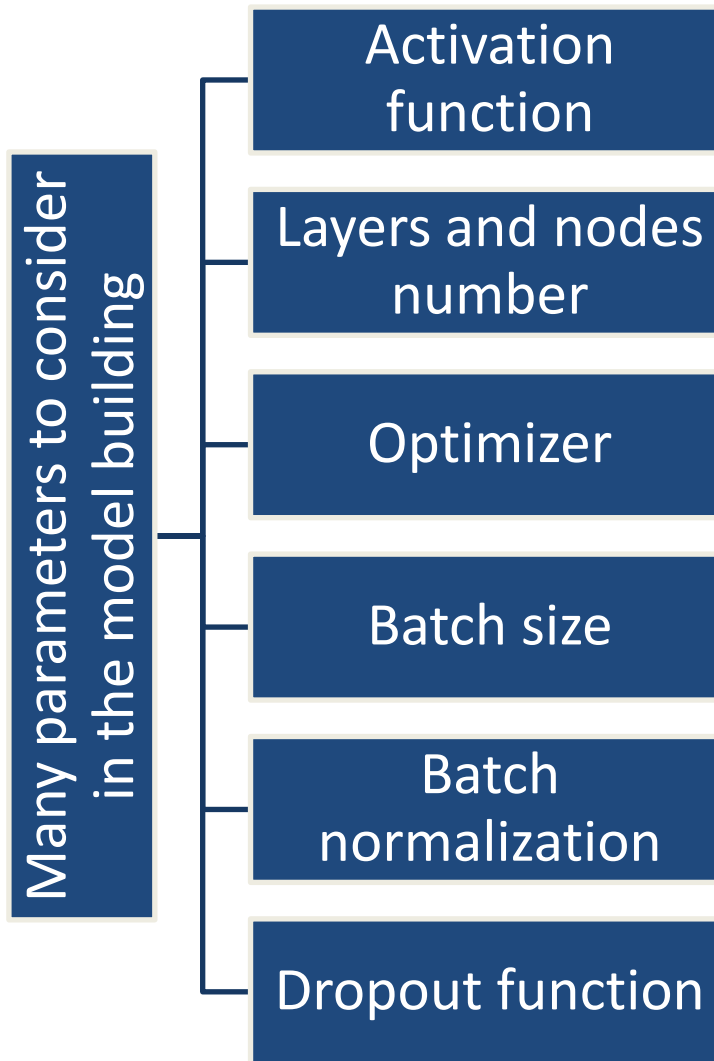 Many parameters to consider
in the model building
Activation
function
Layers and nodes
number
Optimizer
Batch size
Batch
normalization
Dropout function